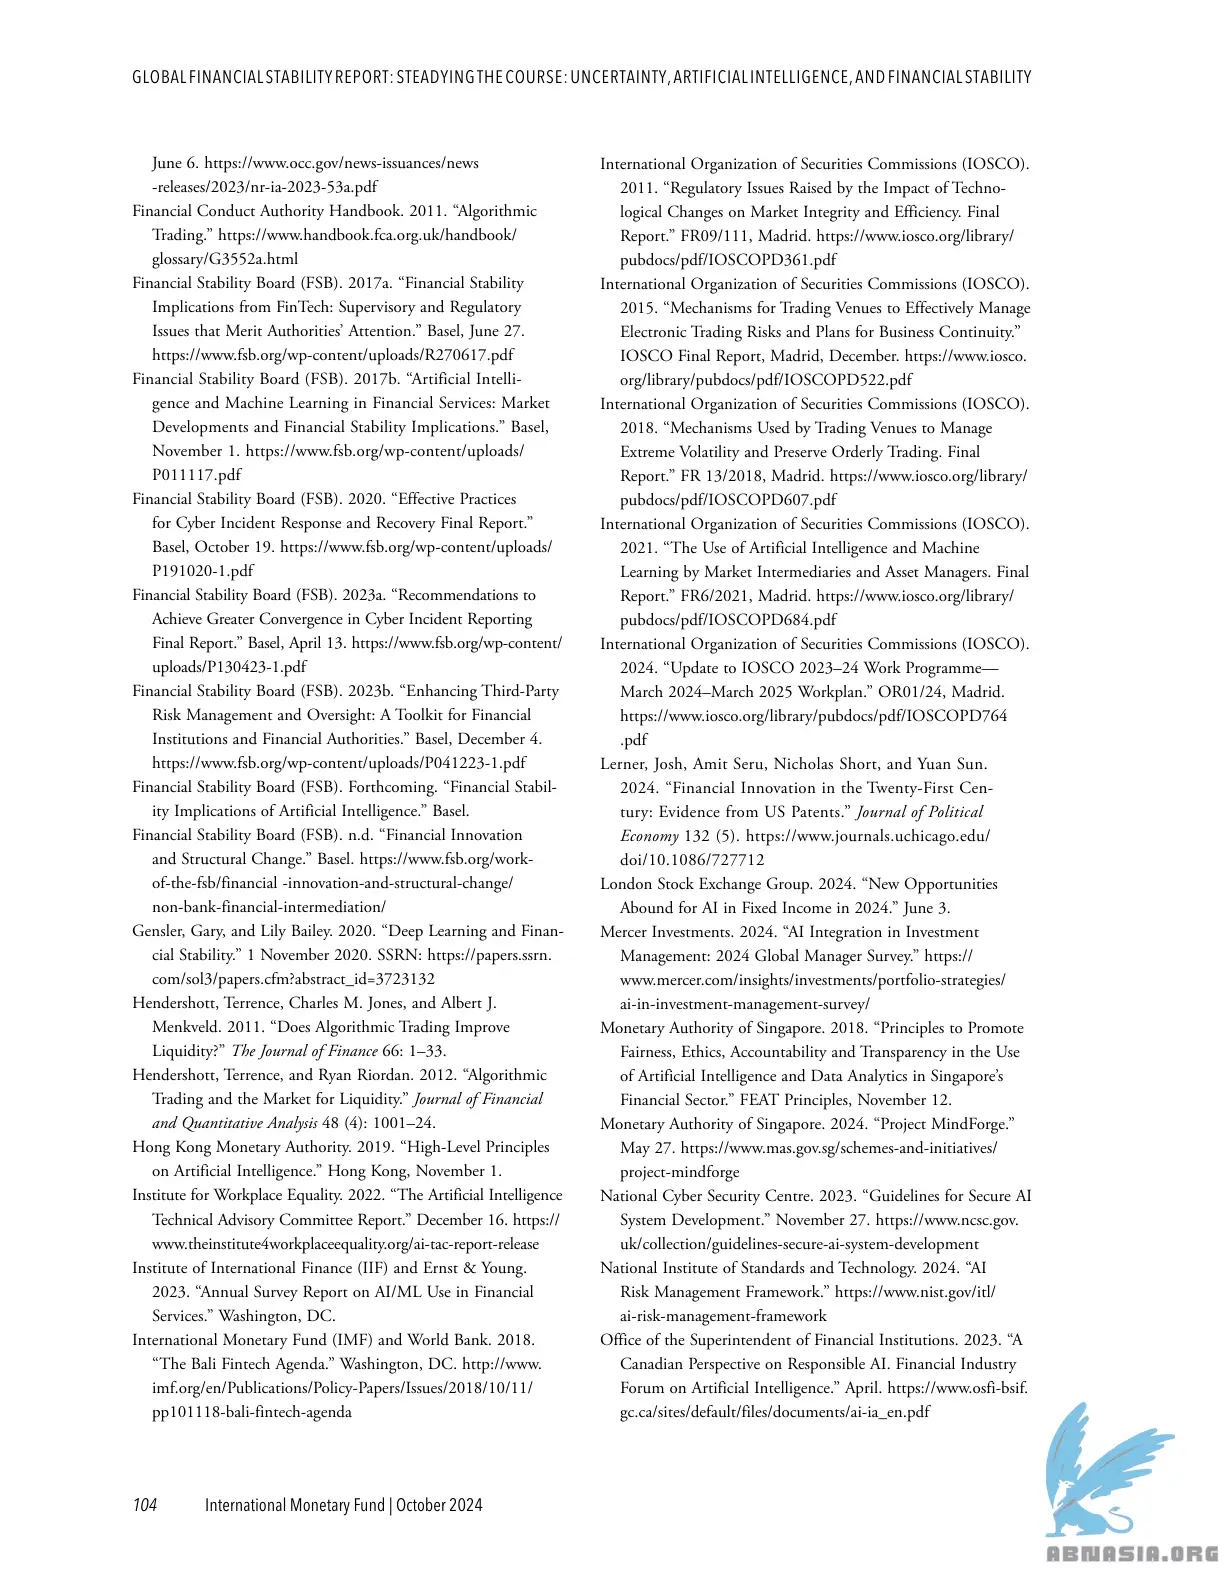 GLOBAL FINANCIAL STABILITY REPORT: STEADYING THE COURSE: UNCERTAINTY, ARTIFICIAL INTELLIGENCE, AND FINANCIAL STABILITY
June 6. https://www.occ.gov/news-issuances/news
-releases/2023/nr-ia-2023-53a.pdf
Financial Conduct Authority Handbook. 2011. “Algorithmic
Trading.” https://www.handbook.fca.org.uk/handbook/
glossary/G3552a.html
Financial Stability Board (FSB). 2017a. “Financial Stability
Implications from FinTech: Supervisory and Regulatory
Issues that Merit Authorities’ Attention.” Basel, June 27.
https://www.fsb.org/wp-content/uploads/R270617.pdf
Financial Stability Board (FSB). 2017b. “Artificial Intelli-
gence and Machine Learning in Financial Services: Market
Developments and Financial Stability Implications.” Basel,
November 1. https://www.fsb.org/wp-content/uploads/
P011117.pdf
Financial Stability Board (FSB). 2020. “Effective Practices
for Cyber Incident Response and Recovery Final Report.”
Basel, October 19. https://www.fsb.org/wp-content/uploads/
P191020-1.pdf
Financial Stability Board (FSB). 2023a. “Recommendations to
Achieve Greater Convergence in Cyber Incident Reporting
Final Report.” Basel, April 13. https://www.fsb.org/wp-content/
uploads/P130423-1.pdf
Financial Stability Board (FSB). 2023b. “Enhancing Third-Party
Risk Management and Oversight: A Toolkit for Financial
Institutions and Financial Authorities.” Basel, December 4.
https://www.fsb.org/wp-content/uploads/P041223-1.pdf
Financial Stability Board (FSB). Forthcoming. “Financial Stabil-
ity Implications of Artificial Intelligence.” Basel.
Financial Stability Board (FSB). n.d. “Financial Innovation
and Structural Change.” Basel. https://www.fsb.org/work-
of-the-fsb/financial -innovation-and-structural-change/
non-bank-financial-intermediation/
Gensler, Gary, and Lily Bailey. 2020. “Deep Learning and Finan-
cial Stability.” 1 November 2020. SSRN: https://papers.ssrn.
com/sol3/papers.cfm?abstract_id=3723132
Hendershott, Terrence, Charles M. Jones, and Albert J.
Menkveld. 2011. “Does Algorithmic Trading Improve
Liquidity?” The Journal of Finance 66: 1–33.
Hendershott, Terrence, and Ryan Riordan. 2012. “Algorithmic
Trading and the Market for Liquidity.” Journal of Financial
and Quantitative Analysis 48 (4): 1001–24.
Hong Kong Monetary Authority. 2019. “High-Level Principles
on Artificial Intelligence.” Hong Kong, November 1.
Institute for Workplace Equality. 2022. “The Artificial Intelligence
Technical Advisory Committee Report.” December 16. https://
www.theinstitute4workplaceequality.org/ai-tac-report-release
Institute of International Finance (IIF) and Ernst & Young.
2023. “Annual Survey Report on AI/ML Use in Financial
Services.” Washington, DC.
International Monetary Fund (IMF) and World Bank. 2018.
“The Bali Fintech Agenda.” Washington, DC. http://www.
imf.org/en/Publications/Policy-Papers/Issues/2018/10/11/
pp101118-bali-fintech-agenda
International Organization of Securities Commissions (IOSCO).
2011. “Regulatory Issues Raised by the Impact of Techno-
logical Changes on Market Integrity and Efficiency. Final
Report.” FR09/111, Madrid. https://www.iosco.org/library/
pubdocs/pdf/IOSCOPD361.pdf
International Organization of Securities Commissions (IOSCO).
2015. “Mechanisms for Trading Venues to Effectively Manage
Electronic Trading Risks and Plans for Business Continuity.”
IOSCO Final Report, Madrid, December. https://www.iosco.
org/library/pubdocs/pdf/IOSCOPD522.pdf
International Organization of Securities Commissions (IOSCO).
2018. “Mechanisms Used by Trading Venues to Manage
Extreme Volatility and Preserve Orderly Trading. Final
Report.” FR 13/2018, Madrid. https://www.iosco.org/library/
pubdocs/pdf/IOSCOPD607.pdf
International Organization of Securities Commissions (IOSCO).
2021. “The Use of Artificial Intelligence and Machine
Learning by Market Intermediaries and Asset Managers. Final
Report.” FR6/2021, Madrid. https://www.iosco.org/library/
pubdocs/pdf/IOSCOPD684.pdf
International Organization of Securities Commissions (IOSCO).
2024. “Update to IOSCO 2023–24 Work Programme—
March 2024–March 2025 Workplan.” OR01/24, Madrid.
https://www.iosco.org/library/pubdocs/pdf/IOSCOPD764
.pdf
Lerner, Josh, Amit Seru, Nicholas Short, and Yuan Sun.
2024. “Financial Innovation in the Twenty-First Cen-
tury: Evidence from US Patents.” Journal of Political
Economy 132 (5). https://www.journals.uchicago.edu/
doi/10.1086/727712
London Stock Exchange Group. 2024. “New Opportunities
Abound for AI in Fixed Income in 2024.” June 3.
Mercer Investments. 2024. “AI Integration in Investment
Management: 2024 Global Manager Survey.” https://
www.mercer.com/insights/investments/portfolio-strategies/
ai-in-investment-management-survey/
Monetary Authority of Singapore. 2018. “Principles to Promote
Fairness, Ethics, Accountability and Transparency in the Use
of Artificial Intelligence and Data Analytics in Singapore’s
Financial Sector.” FEAT Principles, November 12.
Monetary Authority of Singapore. 2024. “Project MindForge.”
May 27. https://www.mas.gov.sg/schemes-and-initiatives/
project-mindforge
National Cyber Security Centre. 2023. “Guidelines for Secure AI
System Development.” November 27. https://www.ncsc.gov.
uk/collection/guidelines-secure-ai-system-development
National Institute of Standards and Technology. 2024. “AI
Risk Management Framework.” https://www.nist.gov/itl/
ai-risk-management-framework
Office of the Superintendent of Financial Institutions. 2023. “A
Canadian Perspective on Responsible AI. Financial Industry
Forum on Artificial Intelligence.” April. https://www.osfi-bsif.
gc.ca/sites/default/files/documents/ai-ia_en.pdf
104 International Monetary Fund | October 2024
ABNASIA.ORG